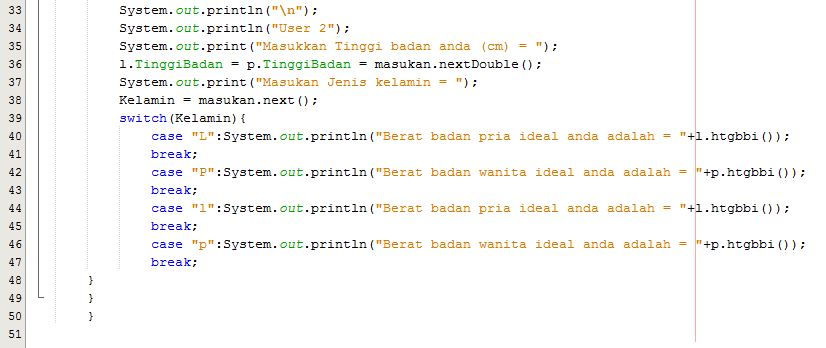 33 System.out.println("\n");
34 System.out.println("User 2");
35 System.out.print("Masukkan Tinggi badan anda (cm) = ");
36 l.TinggiBadan = p.TinggiBadan = masukan.nextDouble();
37 System.out.print("Masukan Jenis kelamin = ");
38 Kelamin = masukan.next();
39 switch(Kelamin){
40 case "L":System.out.println("Berat badan pria ideal anda adalah = "+l.htgbbi());
41 break;
42 case "P":System.out.println("Berat badan wanita ideal anda adalah = "+p.htgbbi());
43 break;
44 case "l":System.out.println("Berat badan pria ideal anda adalah = "+l.htgbbi());
45 break;
46 case "p":System.out.println("Berat badan wanita ideal anda adalah = "+p.htgbbi());
47 break;
48 }
49 }
50 }
51